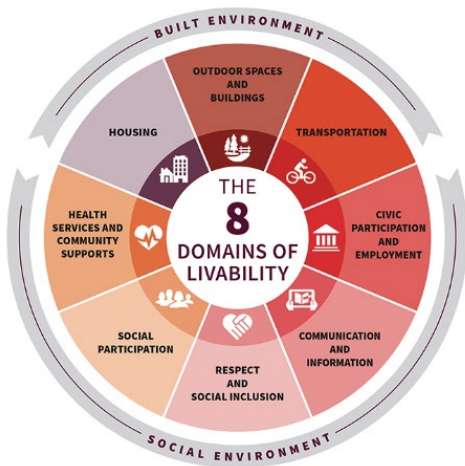 BUILT ENVIRONMENT
OUTDOOR SPACES
AND
BUILDINGS
TRANSPORTATION
CIVIC
PARTICIPATION
AND
EMPLOYMENT
COMMUNICATION
AND
INFORMATION
RESPECT
AND
SOCIAL INCLUSION
SOCIAL
PARTICIPATION
HEALTH
SERVICES AND
COMMUNITY
SUPPORTS
HOUSING
THE
8
DOMAINS OF
LIVABILITY
SOCIAL ENVIRONMENT